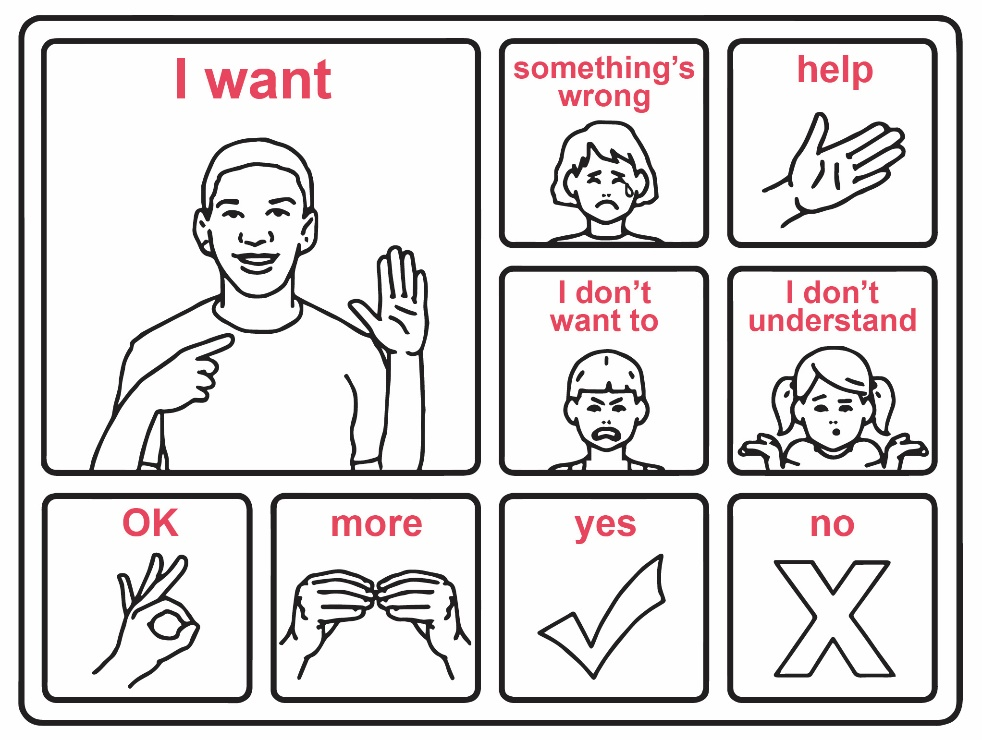 I want
something's
wrong
help
I don't
want to
I don't
understand
OK
more
yes
no